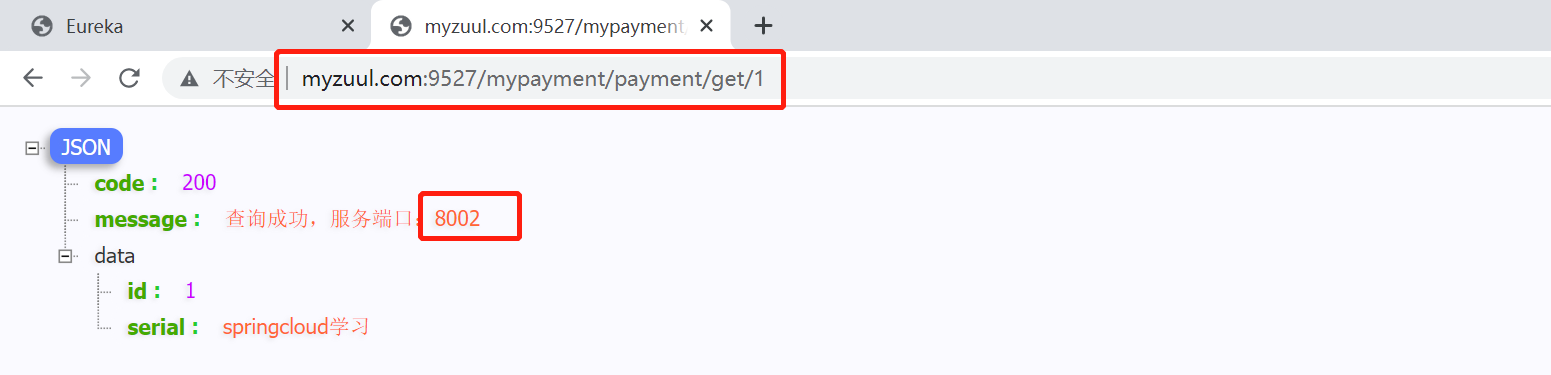 Eureka
myzuul.com:9527/mypayment/
不安全 myzuul.com:9527/mypayment/payment/get/1
JSON
code : 200
message : 查询成功，服务端口：8002
data
id : 1
serial : springcloud学习